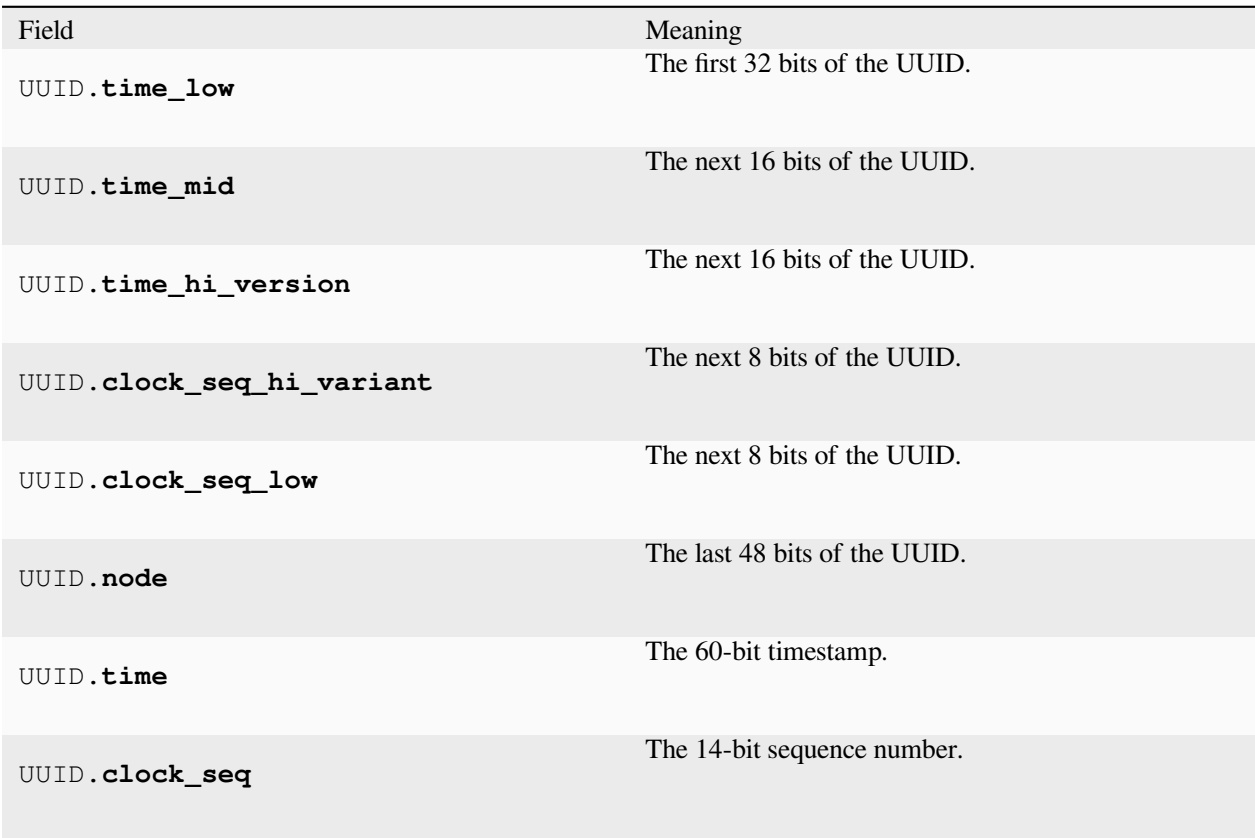 Field Meaning
UUID.time_low The first 32 bits of the UUID.
UUID.time_mid The next 16 bits of the UUID.
UUID.time_hi_version The next 16 bits of the UUID.
UUID.clock_seq_hi_variant The next 8 bits of the UUID.
UUID.clock_seq_low The next 8 bits of the UUID.
UUID.node The last 48 bits of the UUID.
UUID.time The 60-bit timestamp.
UUID.clock_seq The 14-bit sequence number.